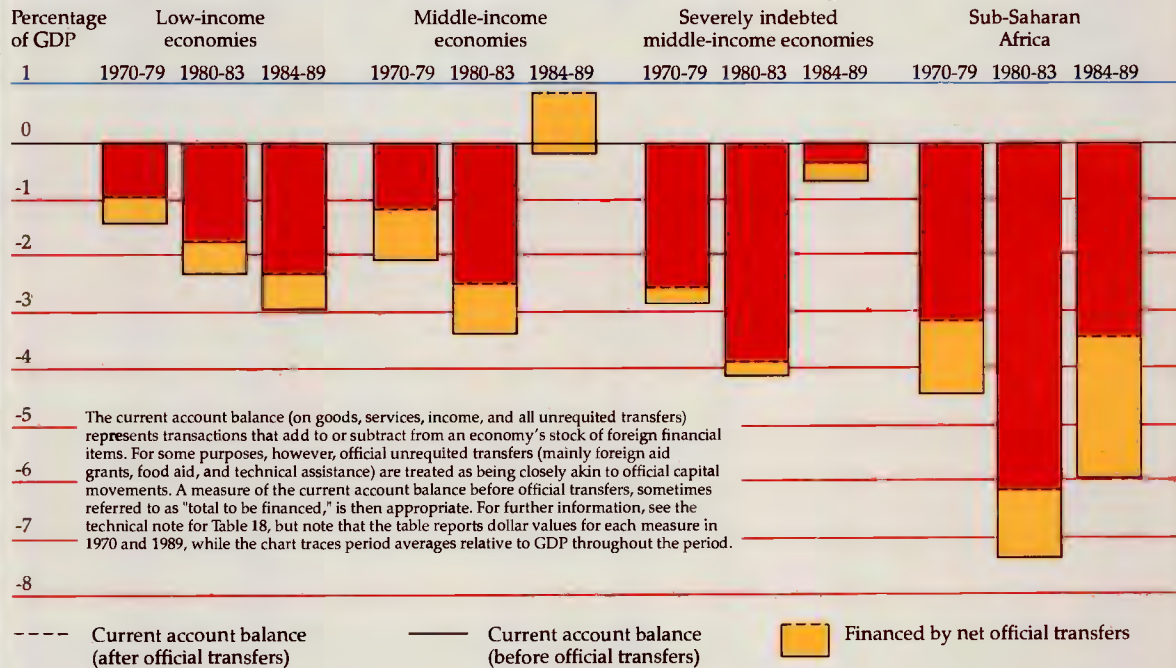 Percentage
of GDP
Low-income
economies
Middle-income
economies
Severely indebted
middle-income economies
Sub-Saharan
Africa
1 1970-79 1980-83 1984-89 1970-79 1980-83 1984-89 1970-79 1980-83 1984-89 1970-79 1980-83 1984-89
0
-1
-2
-3
-4
-5
-6
-7
-8
The current account balance (on goods, services, income, and all unrequited transfers)
represents transactions that add to or subtract from an economy's stock of foreign financial
items. For some purposes, however, official unrequited transfers (mainly foreign aid
grants, food aid, and technical assistance) are treated as being closely akin to official capital
movements. A measure of the current account balance before official transfers, sometimes
referred to as "total to be financed," is then appropriate. For further information, see the
technical note for Table 18, but note that the table reports dollar values for each measure in
1970 and 1989, while the chart traces period averages relative to GDP throughout the period.
Current account balance
(after official transfers)
Current account balance
(before official transfers)
Financed by net official transfers